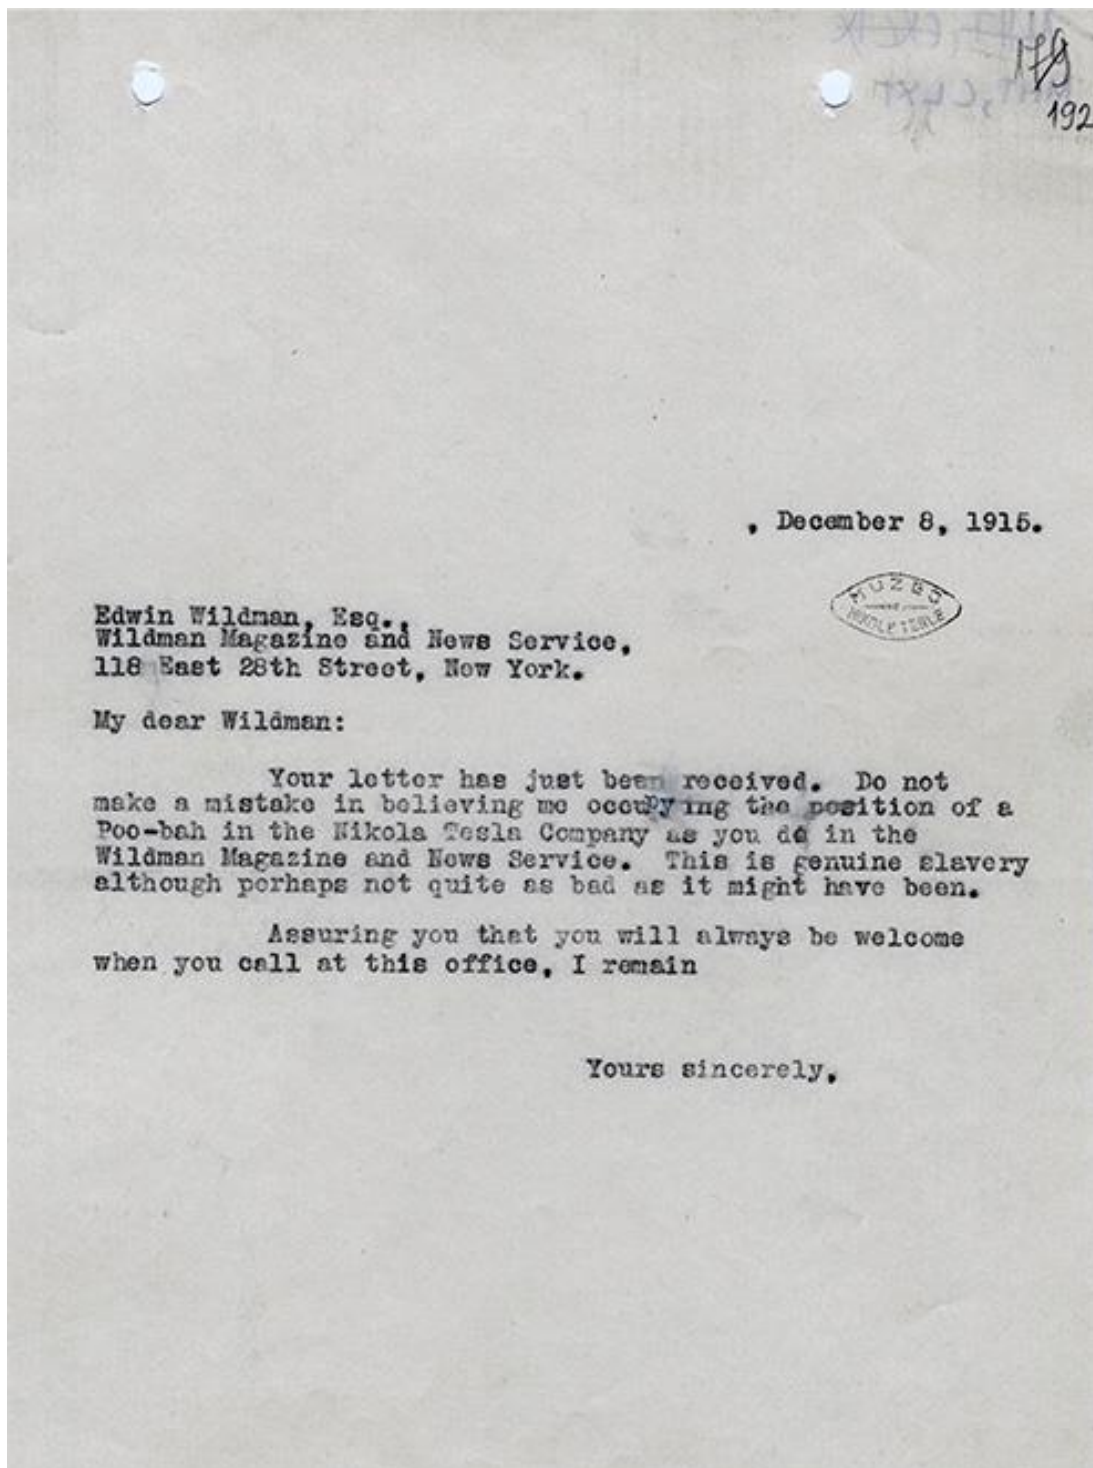 179
192
, December 8, 1915.
MUZEJ
NIKOLE TESLE
Edwin Wildman, Esq.,
Wildman Magazine and News Service,
118 East 28th Street, New York.
My dear Wildman:
Your letter has just been received. Do not
make a mistake in believing me occupying the position of a
Poo-bah in the Nikola Tesla Company as you do in the
Wildman Magazine and News Service. This is genuine slavery
although perhaps not quite as bad as it might have been.
Assuring you that you will always be welcome
when you call at this office, I remain
Yours sincerely,